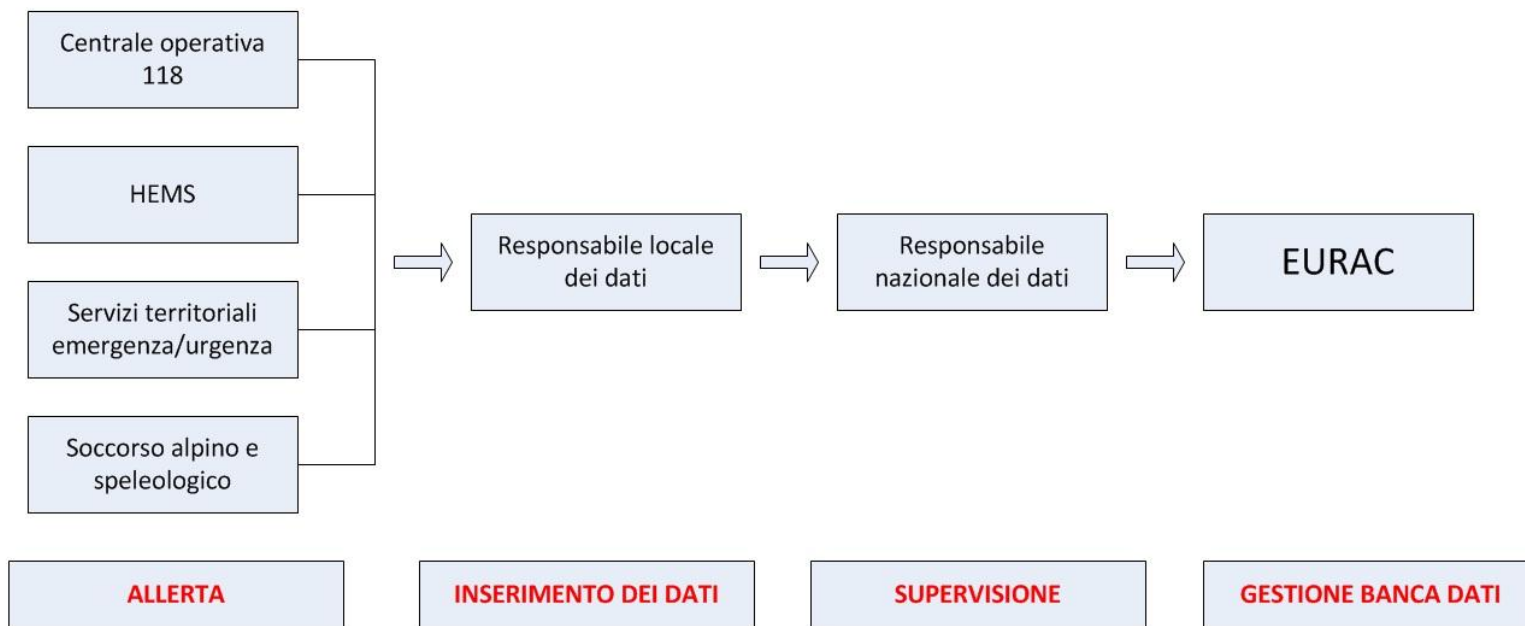 Centrale operativa
118
HEMS
Servizi territoriali
emergenza/urgenza
Soccorso alpino e
speleologico
Responsabile locale
dei dati
Responsabile
nazionale dei dati
EURAC
ALLERTA
INSERIMENTO DEI DATI
SUPERVISIONE
GESTIONE BANCA DATI